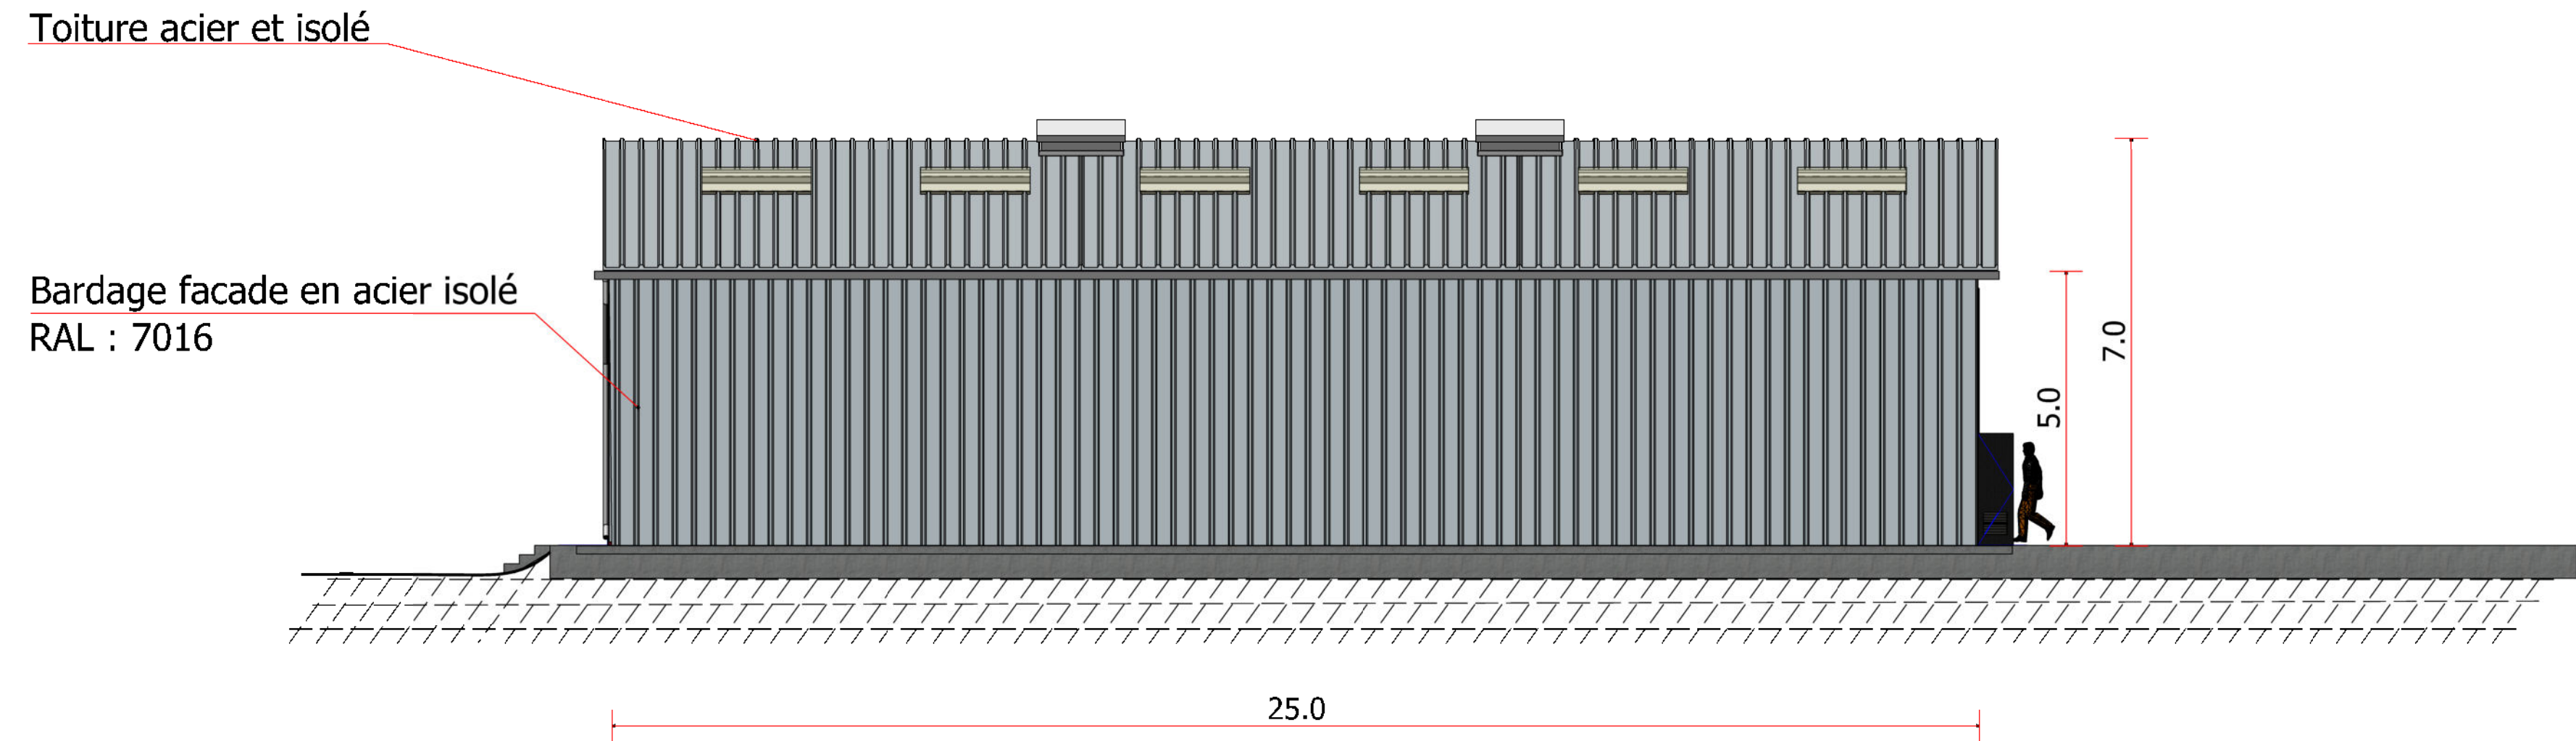 Toiture acier et isolé
Bardage facade en acier isolé
RAL : 7016
7.0
5.0
25.0